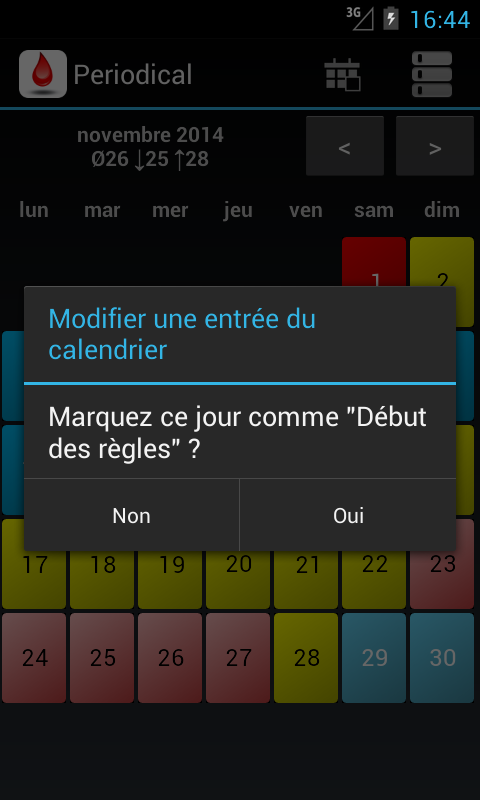 3G 16:44
Periodical
novembre 2014
Ø26 ↓25 ↑28
< >
lun mar mer jeu ven sam dim
1 2
Modifier une entrée du
calendrier
Marquez ce jour comme "Début
des règles" ?
Non Oui
17 18 19 20 21 22 23
24 25 26 27 28 29 30